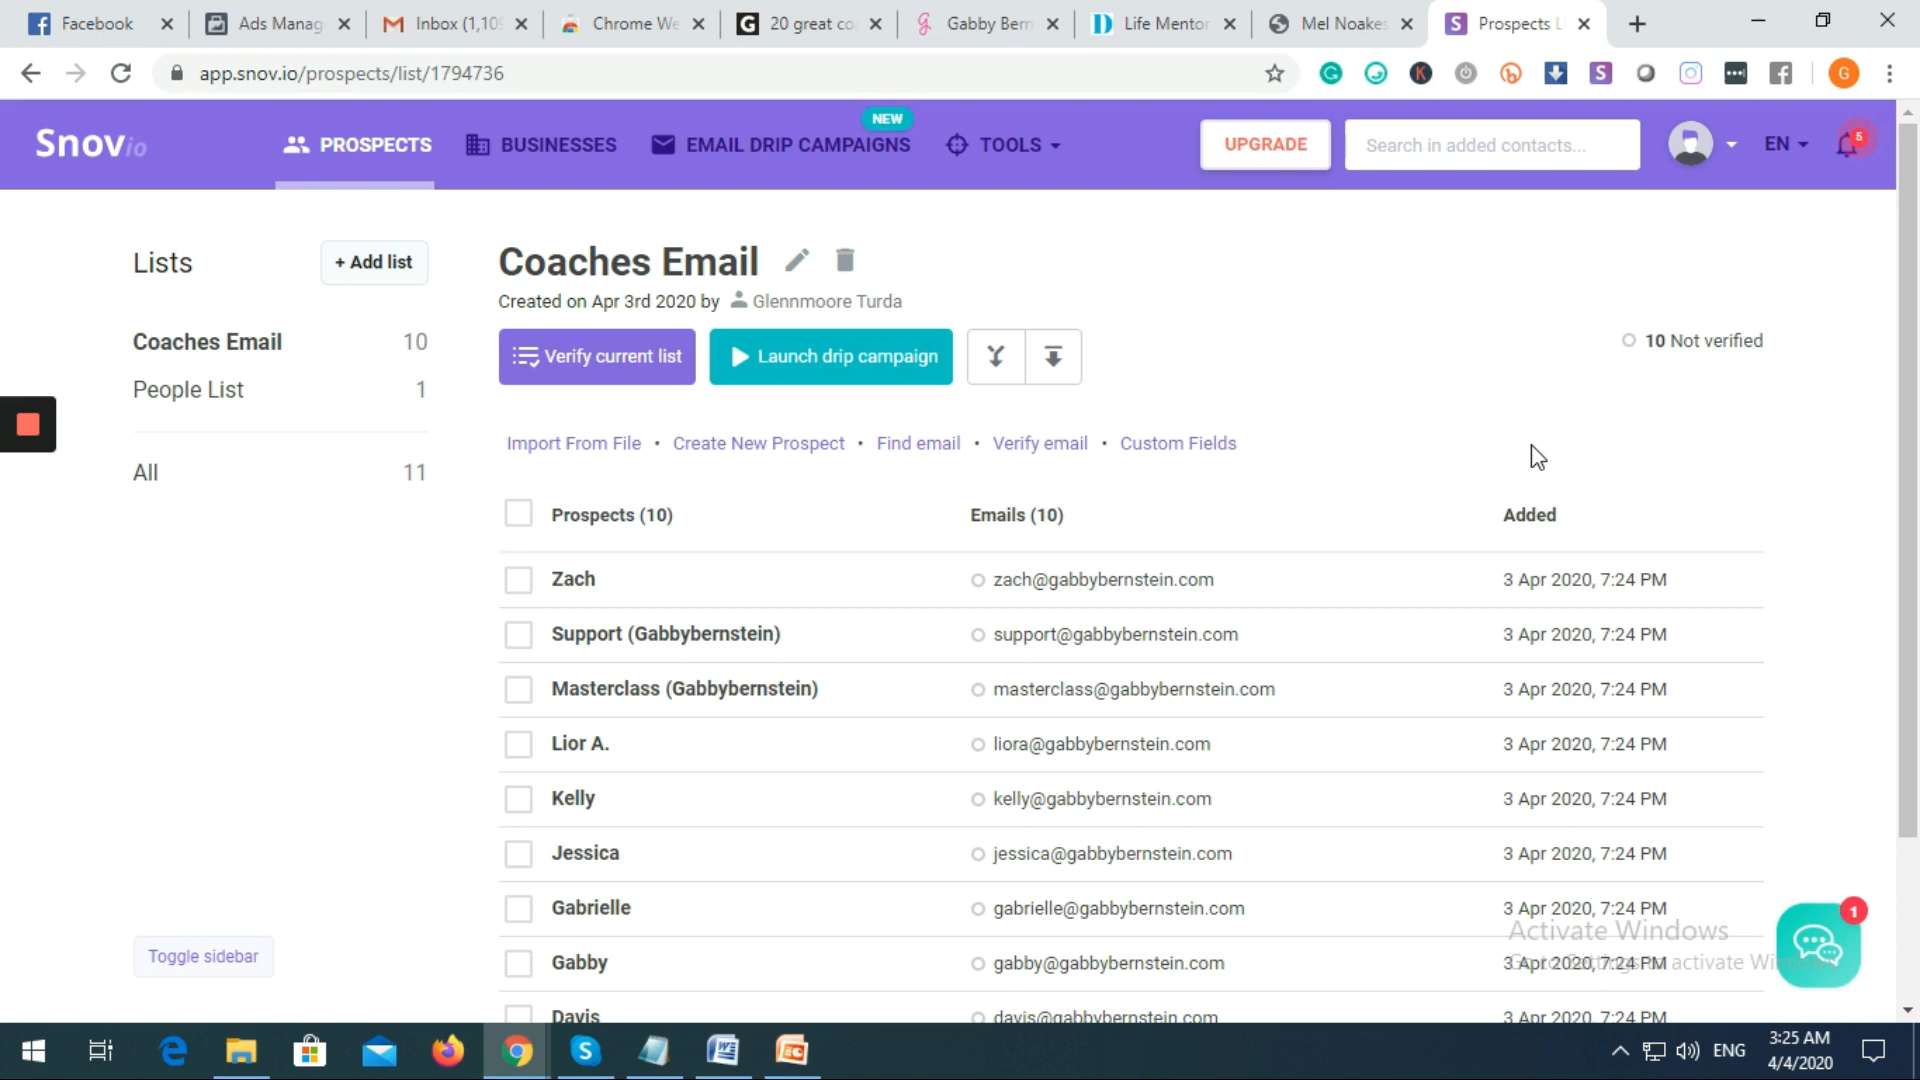 Facebook
Ads Manag
Inbox (1,10
Chrome We
20 great co
Gabby Bern
Life Mentor
Mel Noakes
Prospects L
app.snov.io/prospects/list/1794736
Snovio
PROSPECTS
BUSINESSES
EMAIL DRIP CAMPAIGNS
NEW
TOOLS
UPGRADE
Search in added contacts...
EN
5
Lists
+ Add list
Coaches Email 10
People List 1
All 11
Toggle sidebar
Coaches Email
Created on Apr 3rd 2020 by Glennmoore Turda
Verify current list
Launch drip campaign
10 Not verified
Import From File • Create New Prospect • Find email • Verify email • Custom Fields
Prospects (10) Emails (10) Added
Zach zach@gabbybernstein.com 3 Apr 2020, 7:24 PM
Support (Gabbybernstein) support@gabbybernstein.com 3 Apr 2020, 7:24 PM
Masterclass (Gabbybernstein) masterclass@gabbybernstein.com 3 Apr 2020, 7:24 PM
Lior A. liora@gabbybernstein.com 3 Apr 2020, 7:24 PM
Kelly kelly@gabbybernstein.com 3 Apr 2020, 7:24 PM
Jessica jessica@gabbybernstein.com 3 Apr 2020, 7:24 PM
Gabrielle gabrielle@gabbybernstein.com 3 Apr 2020, 7:24 PM
Activate Windows
Gabby gabby@gabbybernstein.com 3 Apr 2020, 7:24 PM
Go to Settings to activate
Davis davis@gabbybernstein.com 3 Apr 2020, 7:24 PM
1
ENG
3:25 AM
4/4/2020